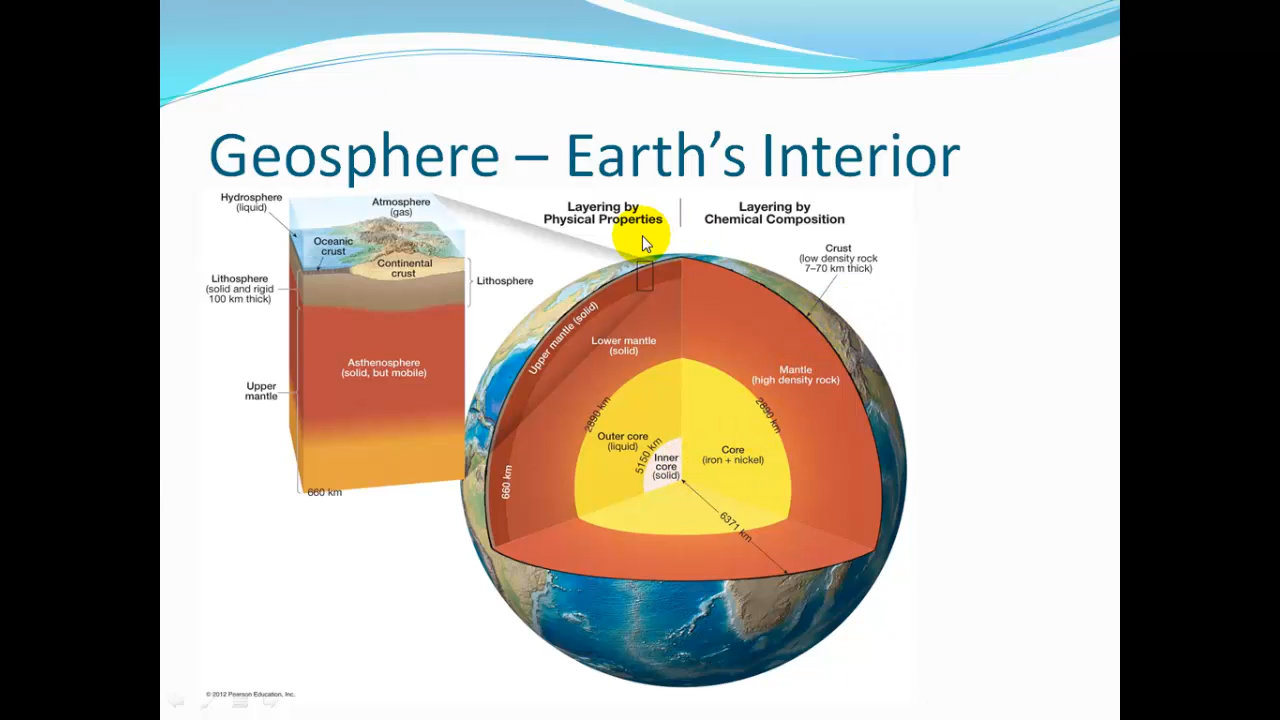 Geosphere – Earth's Interior
Hydrosphere
(liquid)
Atmosphere
(gas)
Oceanic
crust
Continental
crust
Lithosphere
(solid and rigid
100 km thick)
Lithosphere
Asthenosphere
(solid, but mobile)
Upper
mantle
660 km
Layering by
Physical Properties
Layering by
Chemical Composition
Crust
(low density rock
7–70 km thick)
Upper mantle (solid)
Lower mantle
(solid)
Mantle
(high density rock)
2890 km
2890 km
Outer core
(liquid)
5150 km
Inner
core
(solid)
Core
(iron + nickel)
660 km
6371 km
© 2012 Pearson Education, Inc.